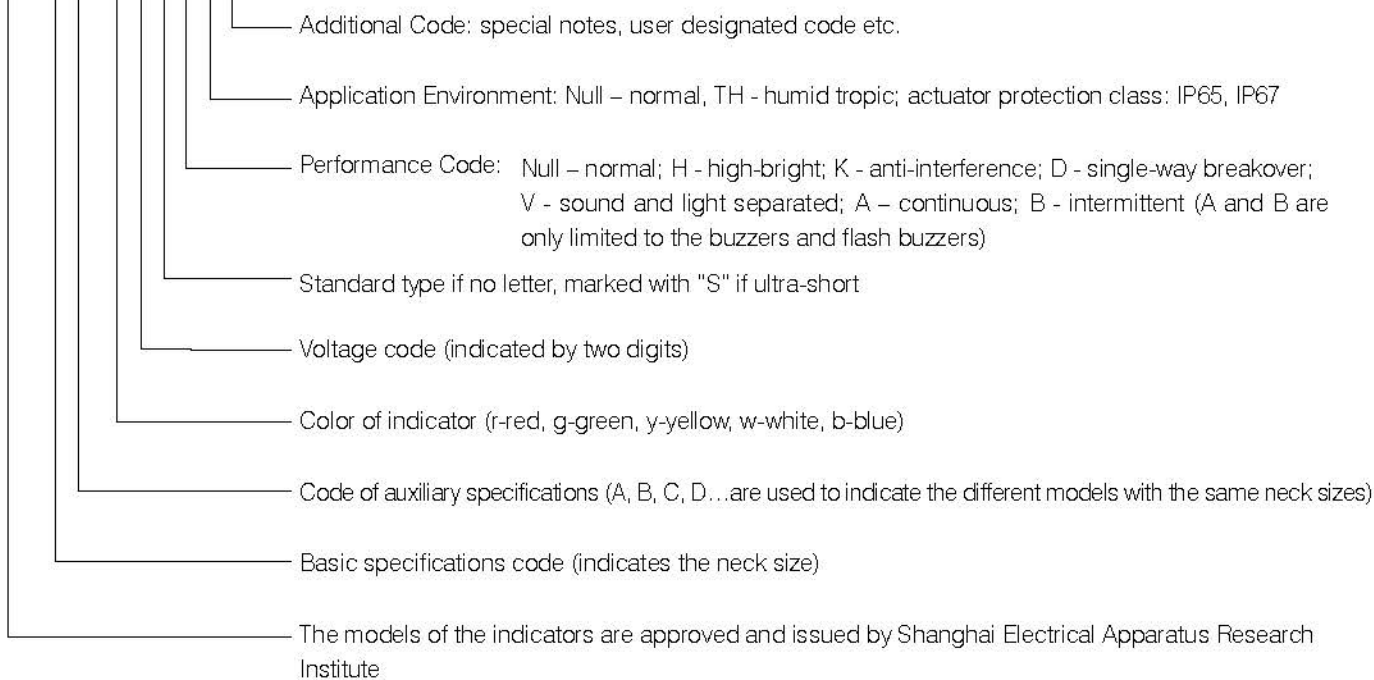 Additional Code: special notes, user designated code etc.
Application Environment: Null – normal, TH - humid tropic; actuator protection class: IP65, IP67
Performance Code: Null – normal; H - high-bright; K - anti-interference; D - single-way breakover;
V - sound and light separated; A – continuous; B - intermittent (A and B are
only limited to the buzzers and flash buzzers)
Standard type if no letter, marked with "S" if ultra-short
Voltage code (indicated by two digits)
Color of indicator (r-red, g-green, y-yellow, w-white, b-blue)
Code of auxiliary specifications (A, B, C, D...are used to indicate the different models with the same neck sizes)
Basic specifications code (indicates the neck size)
The models of the indicators are approved and issued by Shanghai Electrical Apparatus Research
Institute